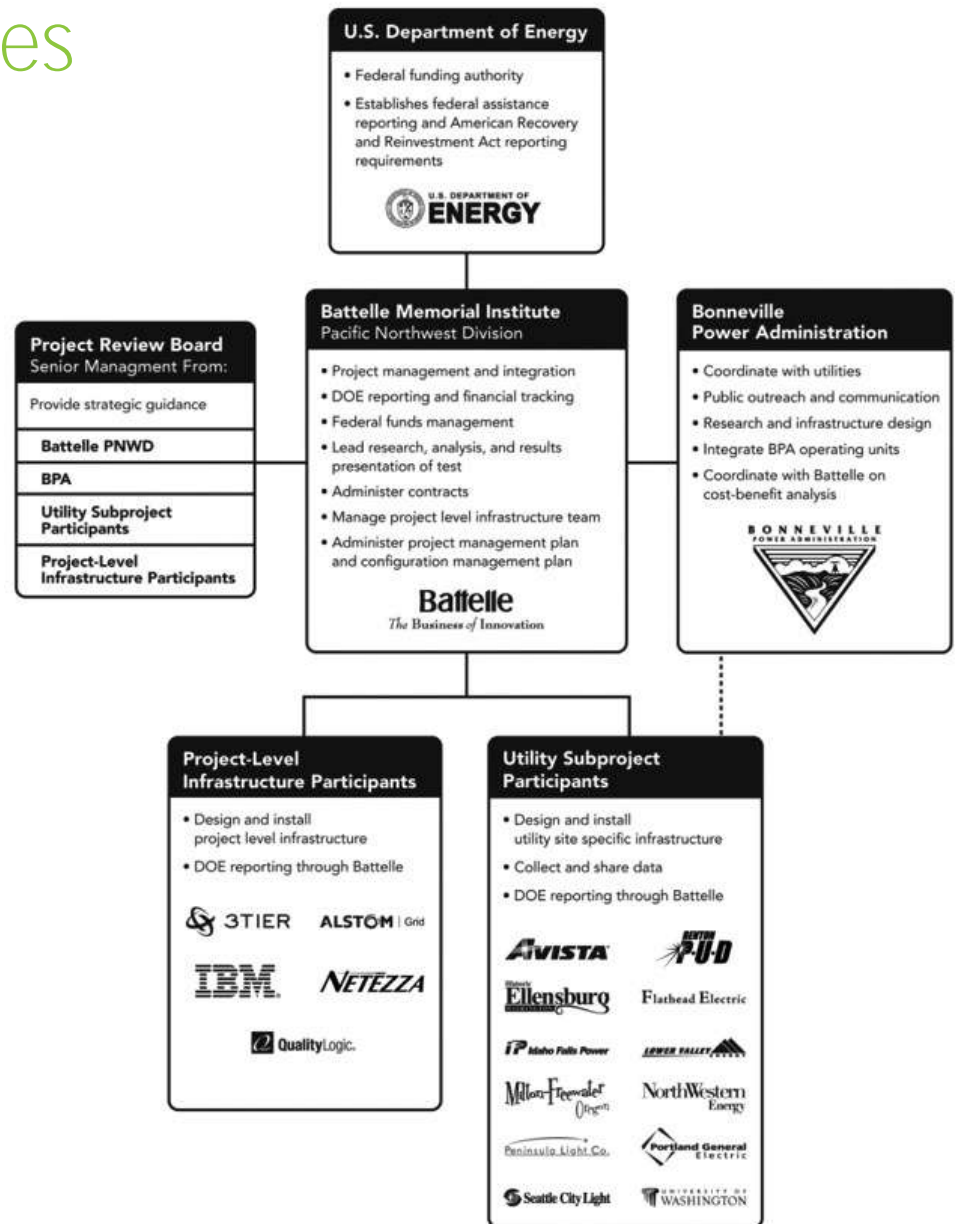 es
U.S. Department of Energy
• Federal funding authority
• Establishes federal assistance
reporting and American Recovery
and Reinvestment Act reporting
requirements
U.S. DEPARTMENT OF
ENERGY
Project Review Board
Senior Managment From:
Provide strategic guidance
Battelle PNWD
BPA
Utility Subproject
Participants
Project-Level
Infrastructure Participants
Battelle Memorial Institute
Pacific Northwest Division
• Project management and integration
• DOE reporting and financial tracking
• Federal funds management
• Lead research, analysis, and results
presentation of test
• Administer contracts
• Manage project level infrastructure team
• Administer project management plan
and configuration management plan
Battelle
The Business of Innovation
Bonneville
Power Administration
• Coordinate with utilities
• Public outreach and communication
• Research and infrastructure design
• Integrate BPA operating units
• Coordinate with Battelle on
cost-benefit analysis
BONNEVILLE
POWER ADMINISTRATION
Project-Level
Infrastructure Participants
• Design and install
project level infrastructure
• DOE reporting through Battelle
3TIER
ALSTOM | Grid
IBM
NETEZZA
QualityLogic.
Utility Subproject
Participants
• Design and install
utility site specific infrastructure
• Collect and share data
• DOE reporting through Battelle
AVISTA
BENTON
P·U·D
Historic
Ellensburg
Flathead Electric
Idaho Falls Power
LOWER VALLEY
Milton-Freewater
Oregon
NorthWestern
Energy
Peninsula Light Co.
Portland General
Electric
Seattle City Light
UNIVERSITY OF
WASHINGTON